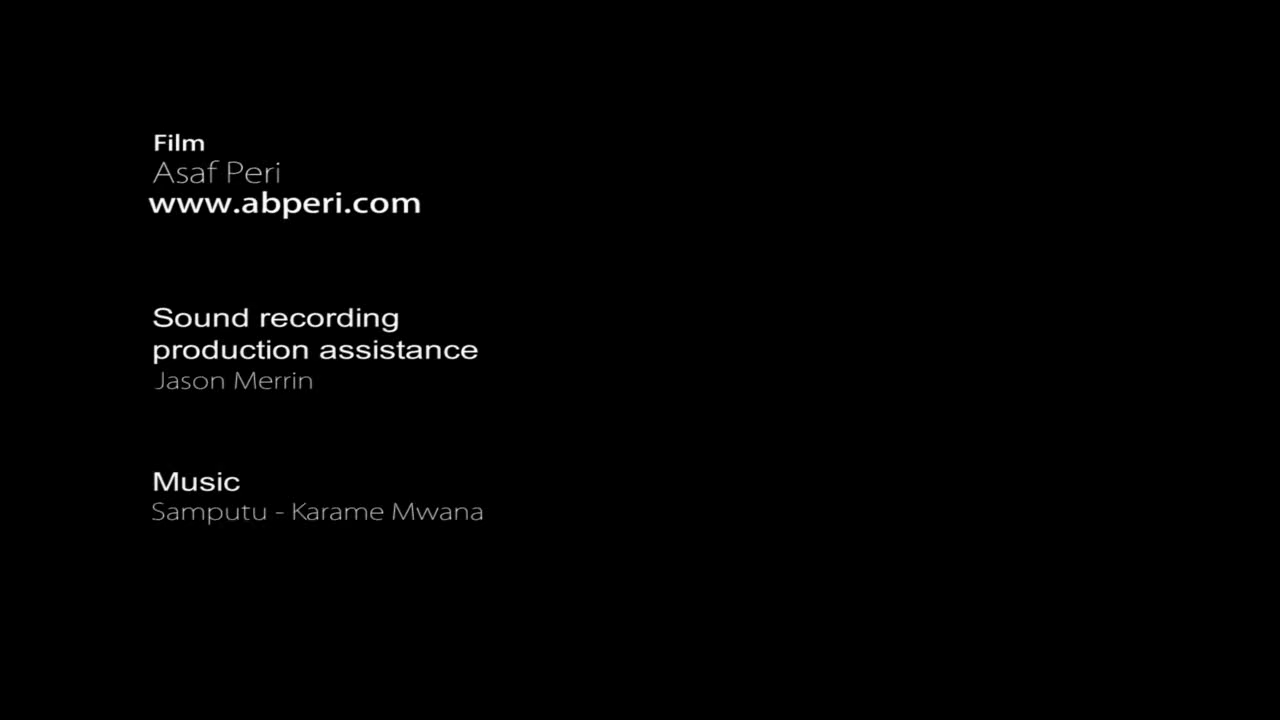 Film
Asaf Peri
www.abperi.com
Sound recording
production assistance
Jason Merrin
Music
Samputu - Karame Mwana